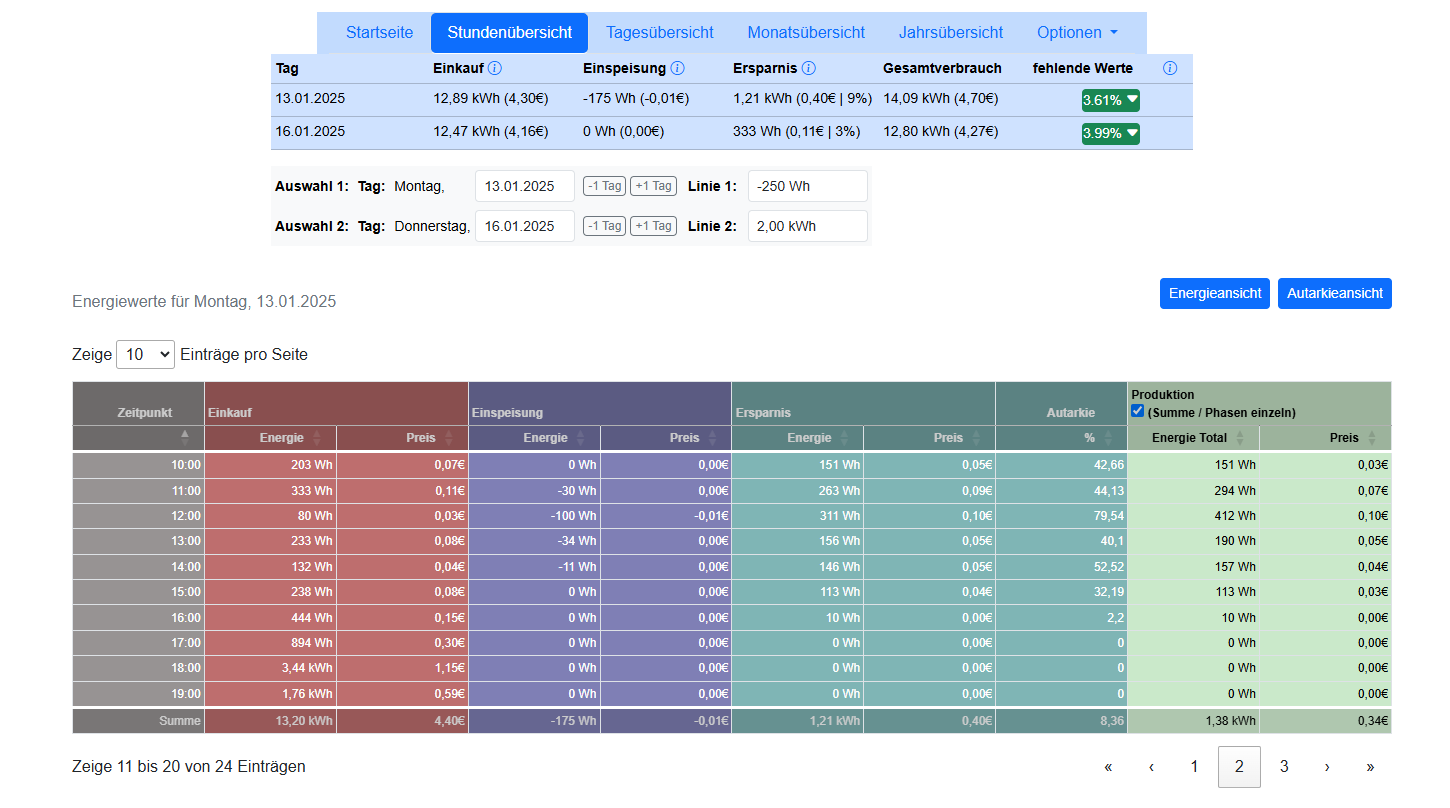 Startseite Stundenübersicht Tagesübersicht Monatsübersicht Jahrsübersicht Optionen
Tag Einkauf Einspeisung Ersparnis Gesamtverbrauch fehlende Werte
13.01.2025 12,89 kWh (4,30€) -175 Wh (-0,01€) 1,21 kWh (0,40€ | 9%) 14,09 kWh (4,70€) 3.61%
16.01.2025 12,47 kWh (4,16€) 0 Wh (0,00€) 333 Wh (0,11€ | 3%) 12,80 kWh (4,27€) 3.99%
Auswahl 1: Tag: Montag, 13.01.2025 -1 Tag +1 Tag Linie 1: -250 Wh
Auswahl 2: Tag: Donnerstag, 16.01.2025 -1 Tag +1 Tag Linie 2: 2,00 kWh
Energieansicht Autarkieansicht
Energiewerte für Montag, 13.01.2025
Zeige 10 Einträge pro Seite
Produktion
Zeitpunkt Einkauf Einspeisung Ersparnis Autarkie (Summe / Phasen einzeln)
Energie Preis Energie Preis Energie Preis % Energie Total Preis
10:00 203 Wh 0,07€ 0 Wh 0,00€ 151 Wh 0,05€ 42,66 151 Wh 0,03€
11:00 333 Wh 0,11€ -30 Wh 0,00€ 263 Wh 0,09€ 44,13 294 Wh 0,07€
12:00 80 Wh 0,03€ -100 Wh -0,01€ 311 Wh 0,10€ 79,54 412 Wh 0,10€
13:00 233 Wh 0,08€ -34 Wh 0,00€ 156 Wh 0,05€ 40,1 190 Wh 0,05€
14:00 132 Wh 0,04€ -11 Wh 0,00€ 146 Wh 0,05€ 52,52 157 Wh 0,04€
15:00 238 Wh 0,08€ 0 Wh 0,00€ 113 Wh 0,04€ 32,19 113 Wh 0,03€
16:00 444 Wh 0,15€ 0 Wh 0,00€ 10 Wh 0,00€ 2,2 10 Wh 0,00€
17:00 894 Wh 0,30€ 0 Wh 0,00€ 0 Wh 0,00€ 0 0 Wh 0,00€
18:00 3,44 kWh 1,15€ 0 Wh 0,00€ 0 Wh 0,00€ 0 0 Wh 0,00€
19:00 1,76 kWh 0,59€ 0 Wh 0,00€ 0 Wh 0,00€ 0 0 Wh 0,00€
Summe 13,20 kWh 4,40€ -175 Wh -0,01€ 1,21 kWh 0,40€ 8,36 1,38 kWh 0,34€
Zeige 11 bis 20 von 24 Einträgen « ‹ 1 2 3 › »